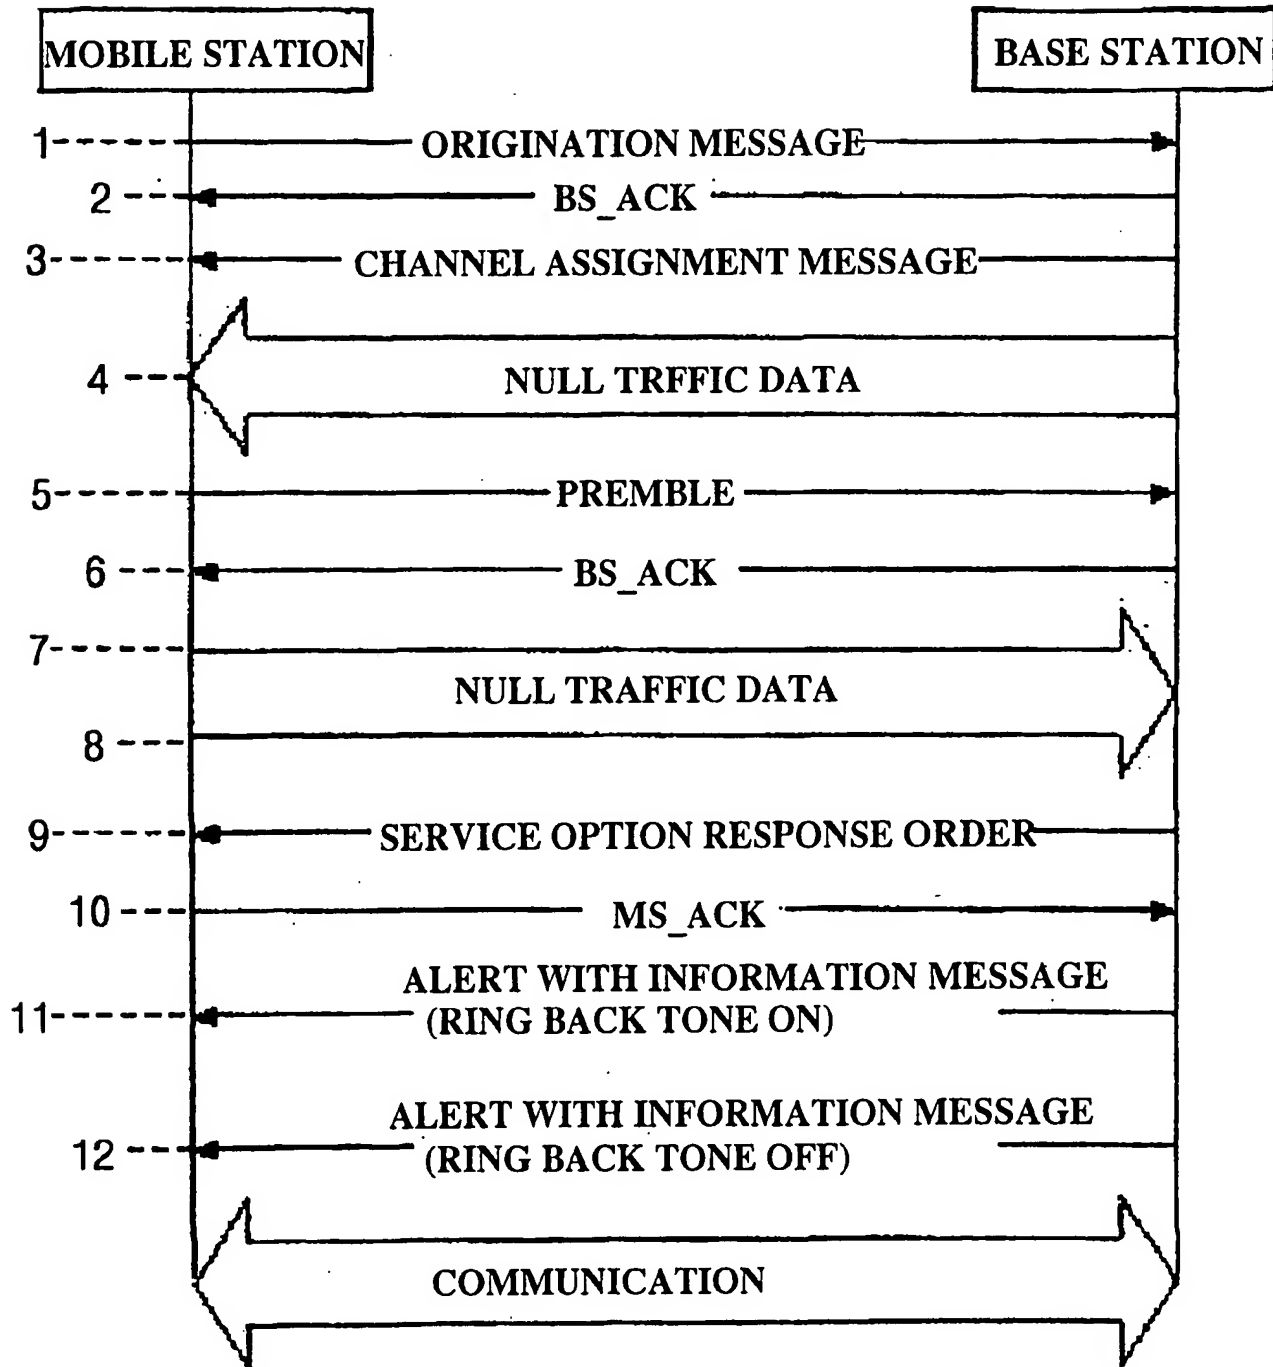 MOBILE STATION
BASE STATION
1 ORIGINATION MESSAGE
2 BS_ACK
3 CHANNEL ASSIGNMENT MESSAGE
4 NULL TRFFIC DATA
5 PREMBLE
6 BS_ACK
7
NULL TRAFFIC DATA
8
9 SERVICE OPTION RESPONSE ORDER
10 MS_ACK
ALERT WITH INFORMATION MESSAGE
11 (RING BACK TONE ON)
ALERT WITH INFORMATION MESSAGE
12 (RING BACK TONE OFF)
COMMUNICATION